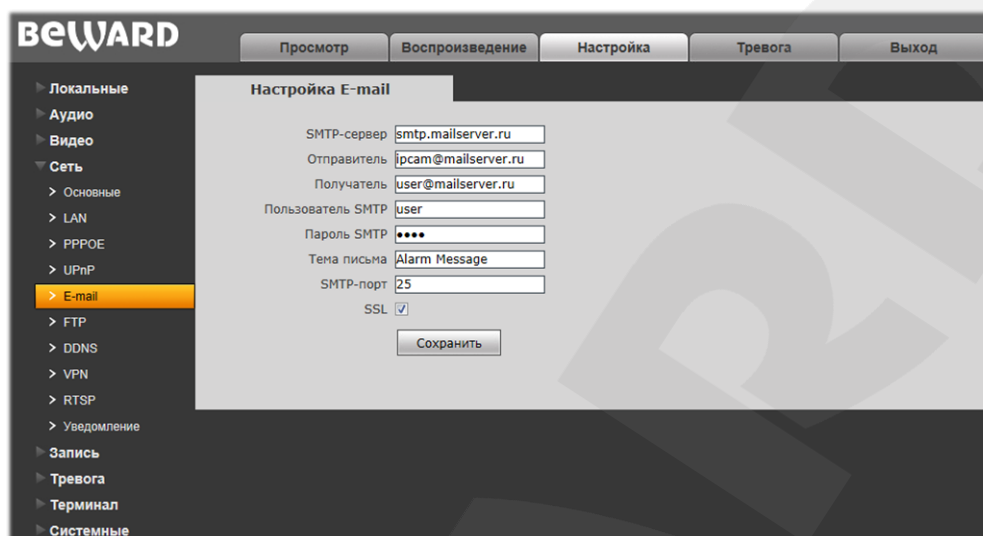 BEWARD
Просмотр
Воспроизведение
Настройка
Тревога
Выход
Локальные
Аудио
Видео
Сеть
Основные
LAN
PPPOE
UPnP
E-mail
FTP
DDNS
VPN
RTSP
Уведомление
Запись
Тревога
Терминал
Системные
Настройка E-mail
SMTP-сервер smtp.mailserver.ru
Отправитель ipcam@mailserver.ru
Получатель user@mailserver.ru
Пользователь SMTP user
Пароль SMTP ••••
Тема письма Alarm Message
SMTP-порт 25
SSL
Сохранить